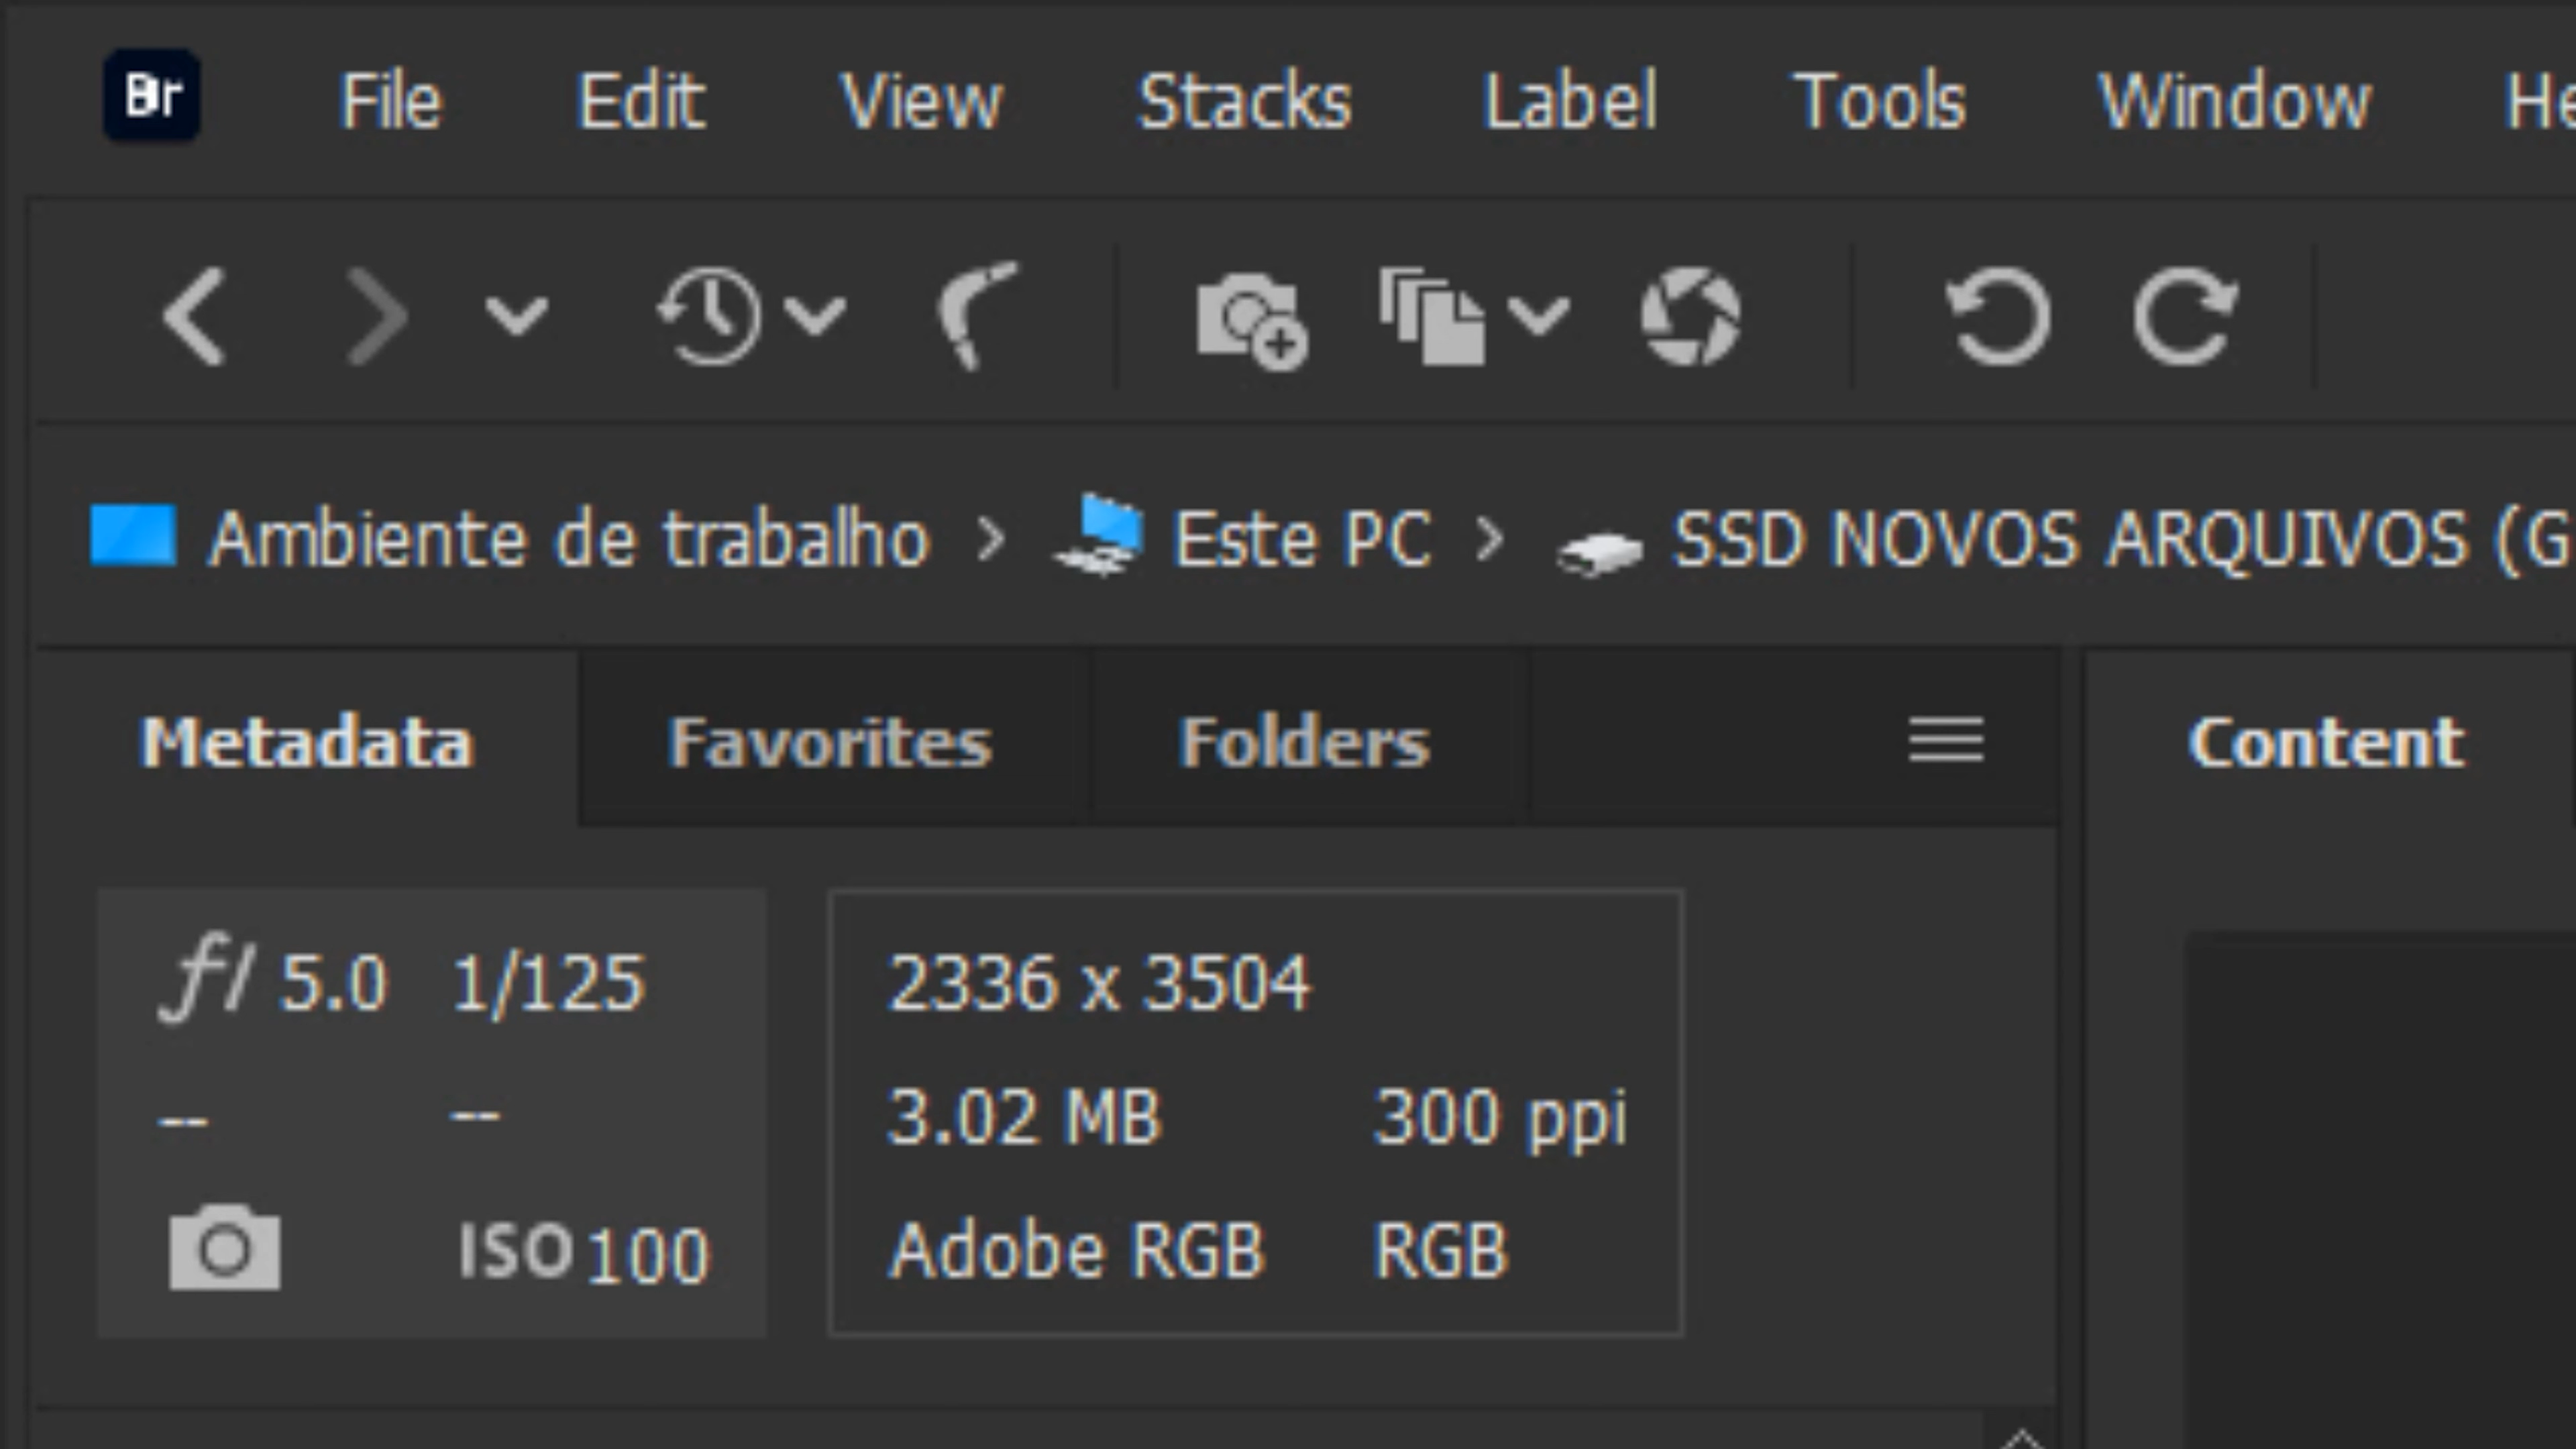 Br File Edit View Stacks Label Tools Window He
Ambiente de trabalho > Este PC > SSD NOVOS ARQUIVOS (G
Metadata Favorites Folders Content
ƒ/ 5.0 1/125 2336 x 3504
-- -- 3.02 MB 300 ppi
ISO 100 Adobe RGB RGB